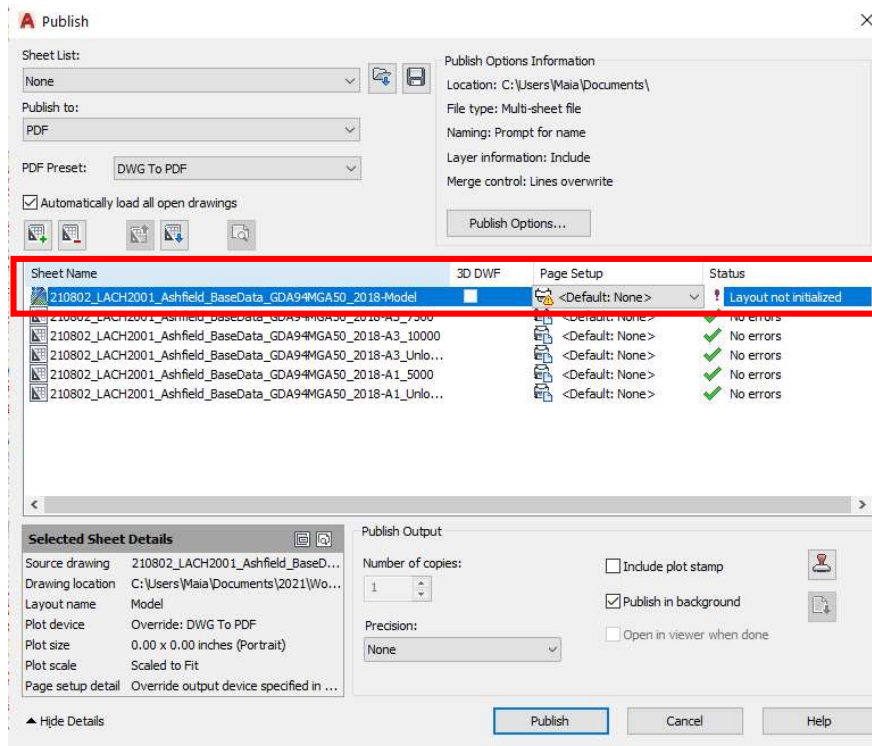 Publish
Sheet List:
None
Publish to:
PDF
PDF Preset: DWG To PDF
Automatically load all open drawings
Publish Options Information
Location: C:\Users\Maia\Documents\
File type: Multi-sheet file
Naming: Prompt for name
Layer information: Include
Merge control: Lines overwrite
Publish Options...
Sheet Name 3D DWF Page Setup Status
210802_LACH2001_Ashfield_BaseData_GDA94MGA50_2018-Model <Default: None> Layout not initialized
210802_LACH2001_Ashfield_BaseData_GDA94MGA50_2018-A3_7500 <Default: None> No errors
210802_LACH2001_Ashfield_BaseData_GDA94MGA50_2018-A3_10000 <Default: None> No errors
210802_LACH2001_Ashfield_BaseData_GDA94MGA50_2018-A3_Unlo... <Default: None> No errors
210802_LACH2001_Ashfield_BaseData_GDA94MGA50_2018-A1_5000 <Default: None> No errors
210802_LACH2001_Ashfield_BaseData_GDA94MGA50_2018-A1_Unlo... <Default: None> No errors
Selected Sheet Details
Source drawing 210802_LACH2001_Ashfield_BaseD...
Drawing location C:\Users\Maia\Documents\2021\Wo...
Layout name Model
Plot device Override: DWG To PDF
Plot size 0.00 x 0.00 inches (Portrait)
Plot scale Scaled to Fit
Page setup detail Override output device specified in ...
Publish Output
Number of copies:
1
Precision:
None
Include plot stamp
Publish in background
Open in viewer when done
Hide Details
Publish
Cancel
Help